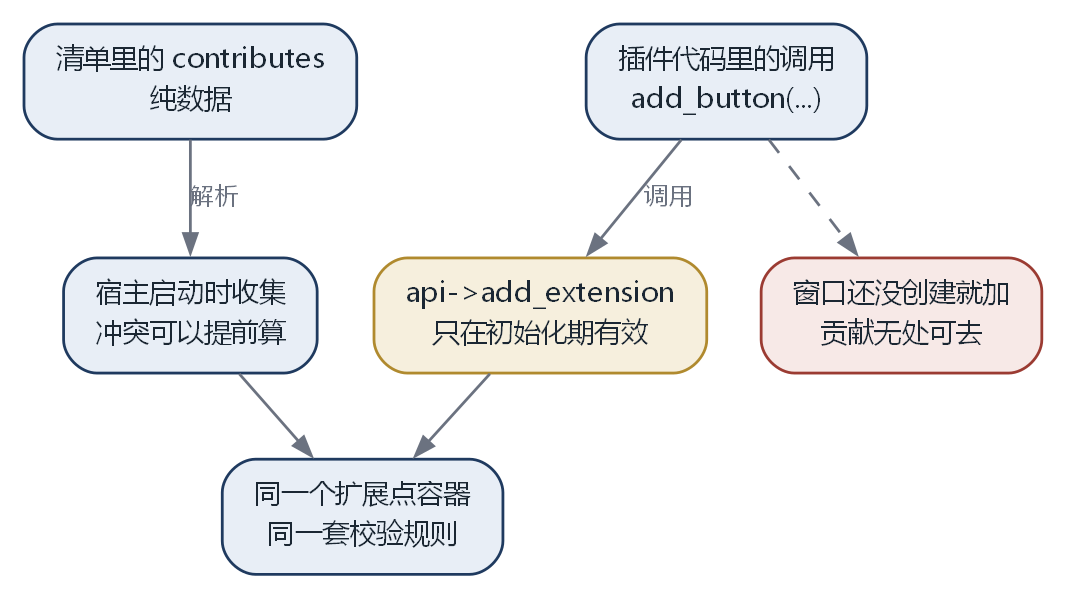 清单里的 contributes
纯数据
插件代码里的调用
add_button(...)
解析
调用
宿主启动时收集
冲突可以提前算
api->add_extension
只在初始化期有效
窗口还没创建就加
贡献无处可去
同一个扩展点容器
同一套校验规则